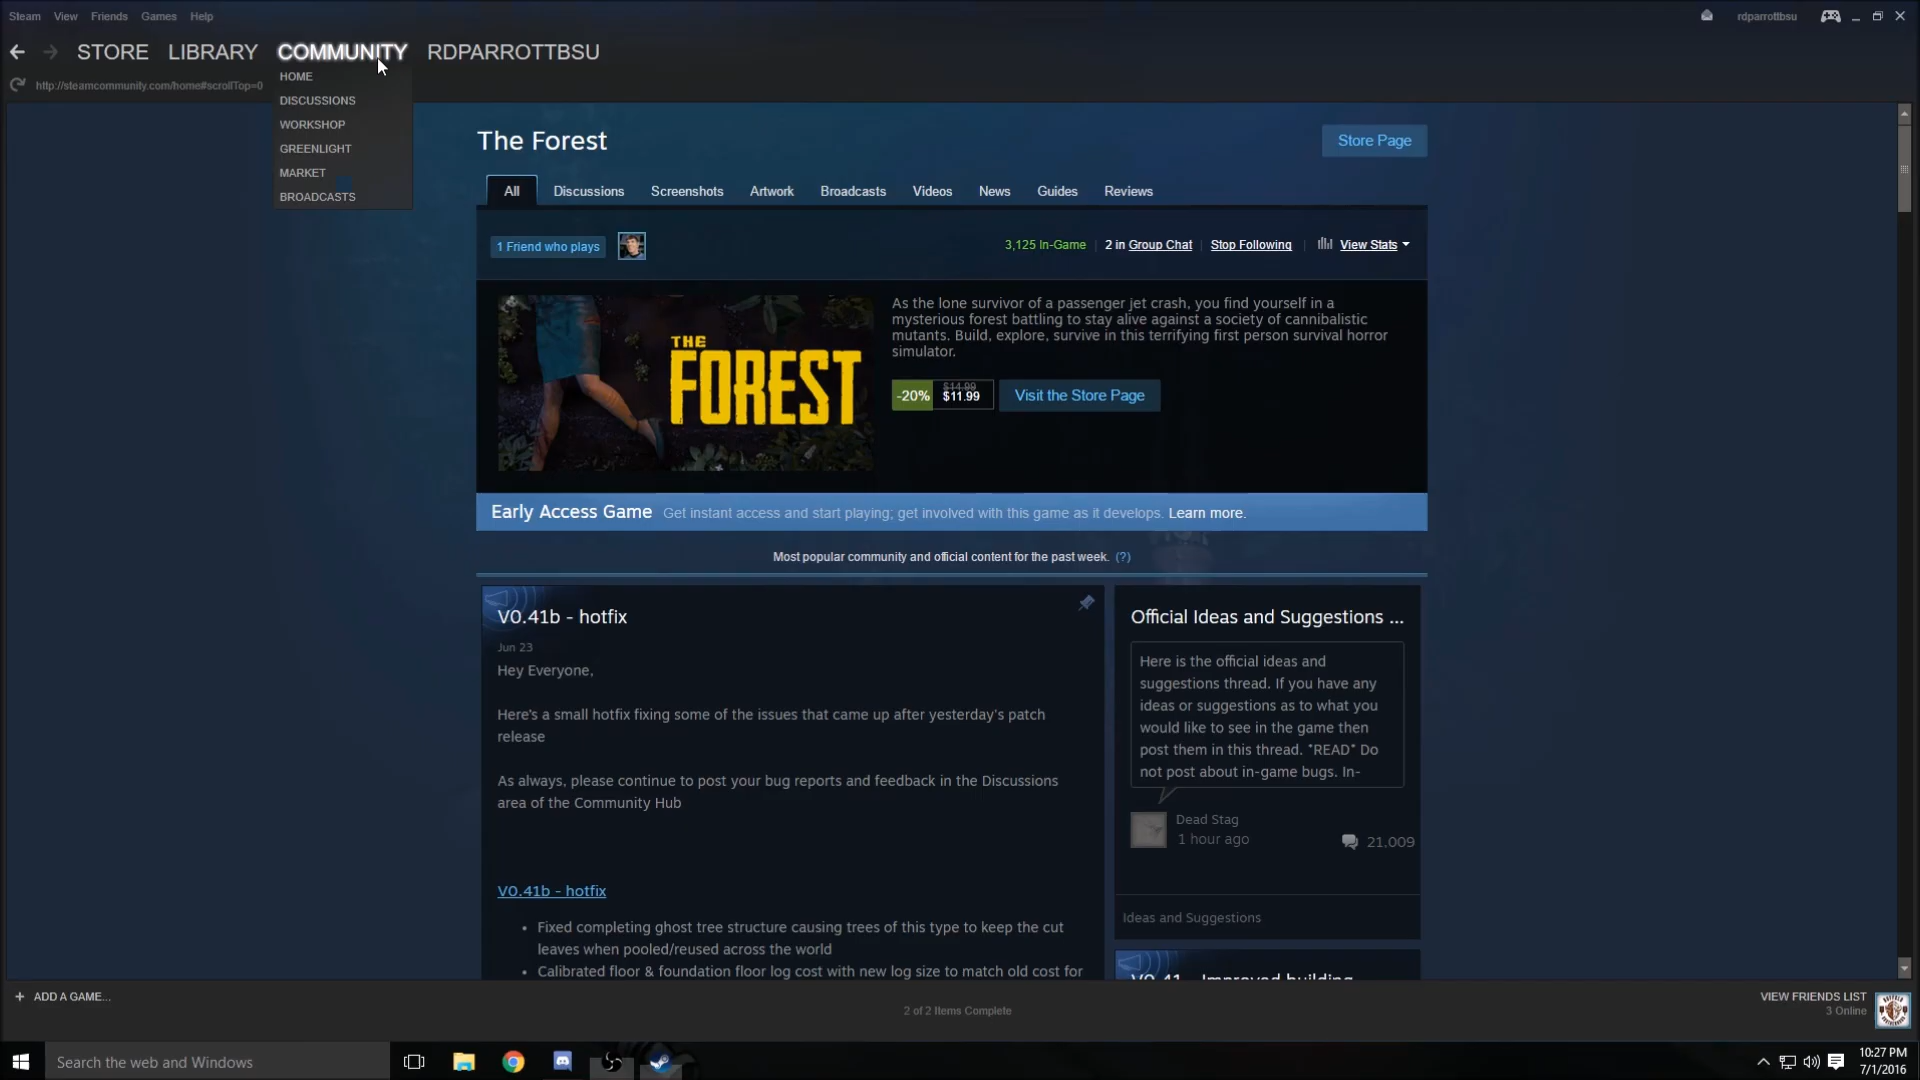 Steam View Friends Games Help
rdparrottbsu
STORE LIBRARY COMMUNITY RDPARROTTBSU
http://steamcommunity.com/home#scrollTop=0
HOME
DISCUSSIONS
WORKSHOP
GREENLIGHT
MARKET
BROADCASTS
The Forest
Store Page
All Discussions Screenshots Artwork Broadcasts Videos News Guides Reviews
1 Friend who plays
3,125 In-Game | 2 in Group Chat | Stop Following | View Stats
THE
FOREST
As the lone survivor of a passenger jet crash, you find yourself in a
mysterious forest battling to stay alive against a society of cannibalistic
mutants. Build, explore, survive in this terrifying first person survival horror
simulator.
-20% $14.99 $11.99 Visit the Store Page
Early Access Game Get instant access and start playing; get involved with this game as it develops. Learn more.
Most popular community and official content for the past week. (?)
V0.41b - hotfix
Jun 23
Hey Everyone,
Here's a small hotfix fixing some of the issues that came up after yesterday's patch
release
As always, please continue to post your bug reports and feedback in the Discussions
area of the Community Hub
V0.41b - hotfix
• Fixed completing ghost tree structure causing trees of this type to keep the cut
leaves when pooled/reused across the world
• Calibrated floor & foundation floor log cost with new log size to match old cost for
Official Ideas and Suggestions ...
Here is the official ideas and
suggestions thread. If you have any
ideas or suggestions as to what you
would like to see in the game then
post them in this thread. *READ* Do
not post about in-game bugs. In-
Dead Stag
1 hour ago
21,009
Ideas and Suggestions
V0.41 - Improved building
+ ADD A GAME...
2 of 2 Items Complete
VIEW FRIENDS LIST
3 Online
Search the web and Windows
10:27 PM
7/1/2016